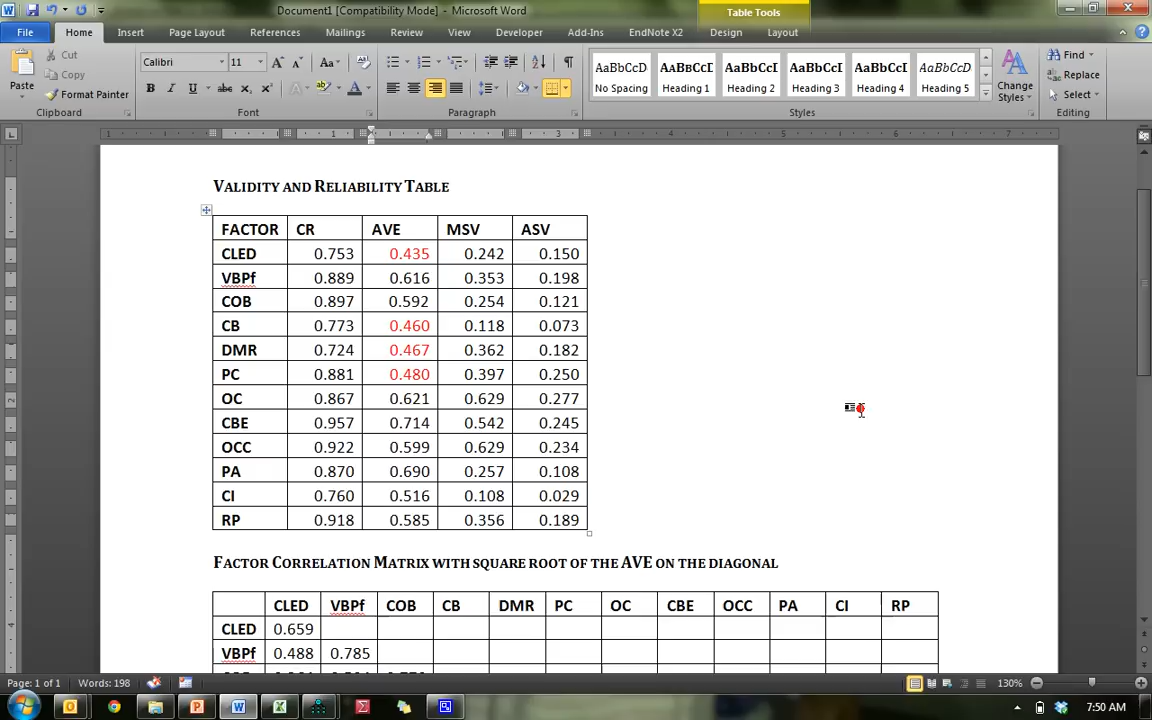 Document1 [Compatibility Mode] - Microsoft Word
Table Tools
File Home Insert Page Layout References Mailings Review View Developer Add-Ins EndNote X2 Design Layout
Paste
Cut
Copy
Format Painter
Calibri 11
AaBbCcD AABBCCD AaBbCcD AaBbCcD AaBbCcD AaBbCcD
No Spacing Heading 1 Heading 2 Heading 3 Heading 4 Heading 5
Change Styles
Find
Replace
Select
Clipboard Font Paragraph Styles Editing
VALIDITY AND RELIABILITY TABLE
FACTOR CR AVE MSV ASV
CLED 0.753 0.435 0.242 0.150
VBPf 0.889 0.616 0.353 0.198
COB 0.897 0.592 0.254 0.121
CB 0.773 0.460 0.118 0.073
DMR 0.724 0.467 0.362 0.182
PC 0.881 0.480 0.397 0.250
OC 0.867 0.621 0.629 0.277
CBE 0.957 0.714 0.542 0.245
OCC 0.922 0.599 0.629 0.234
PA 0.870 0.690 0.257 0.108
CI 0.760 0.516 0.108 0.029
RP 0.918 0.585 0.356 0.189
FACTOR CORRELATION MATRIX WITH SQUARE ROOT OF THE AVE ON THE DIAGONAL
CLED VBPf COB CB DMR PC OC CBE OCC PA CI RP
CLED 0.659
VBPf 0.488 0.785
Page: 1 of 1 Words: 198 130%
7:50 AM